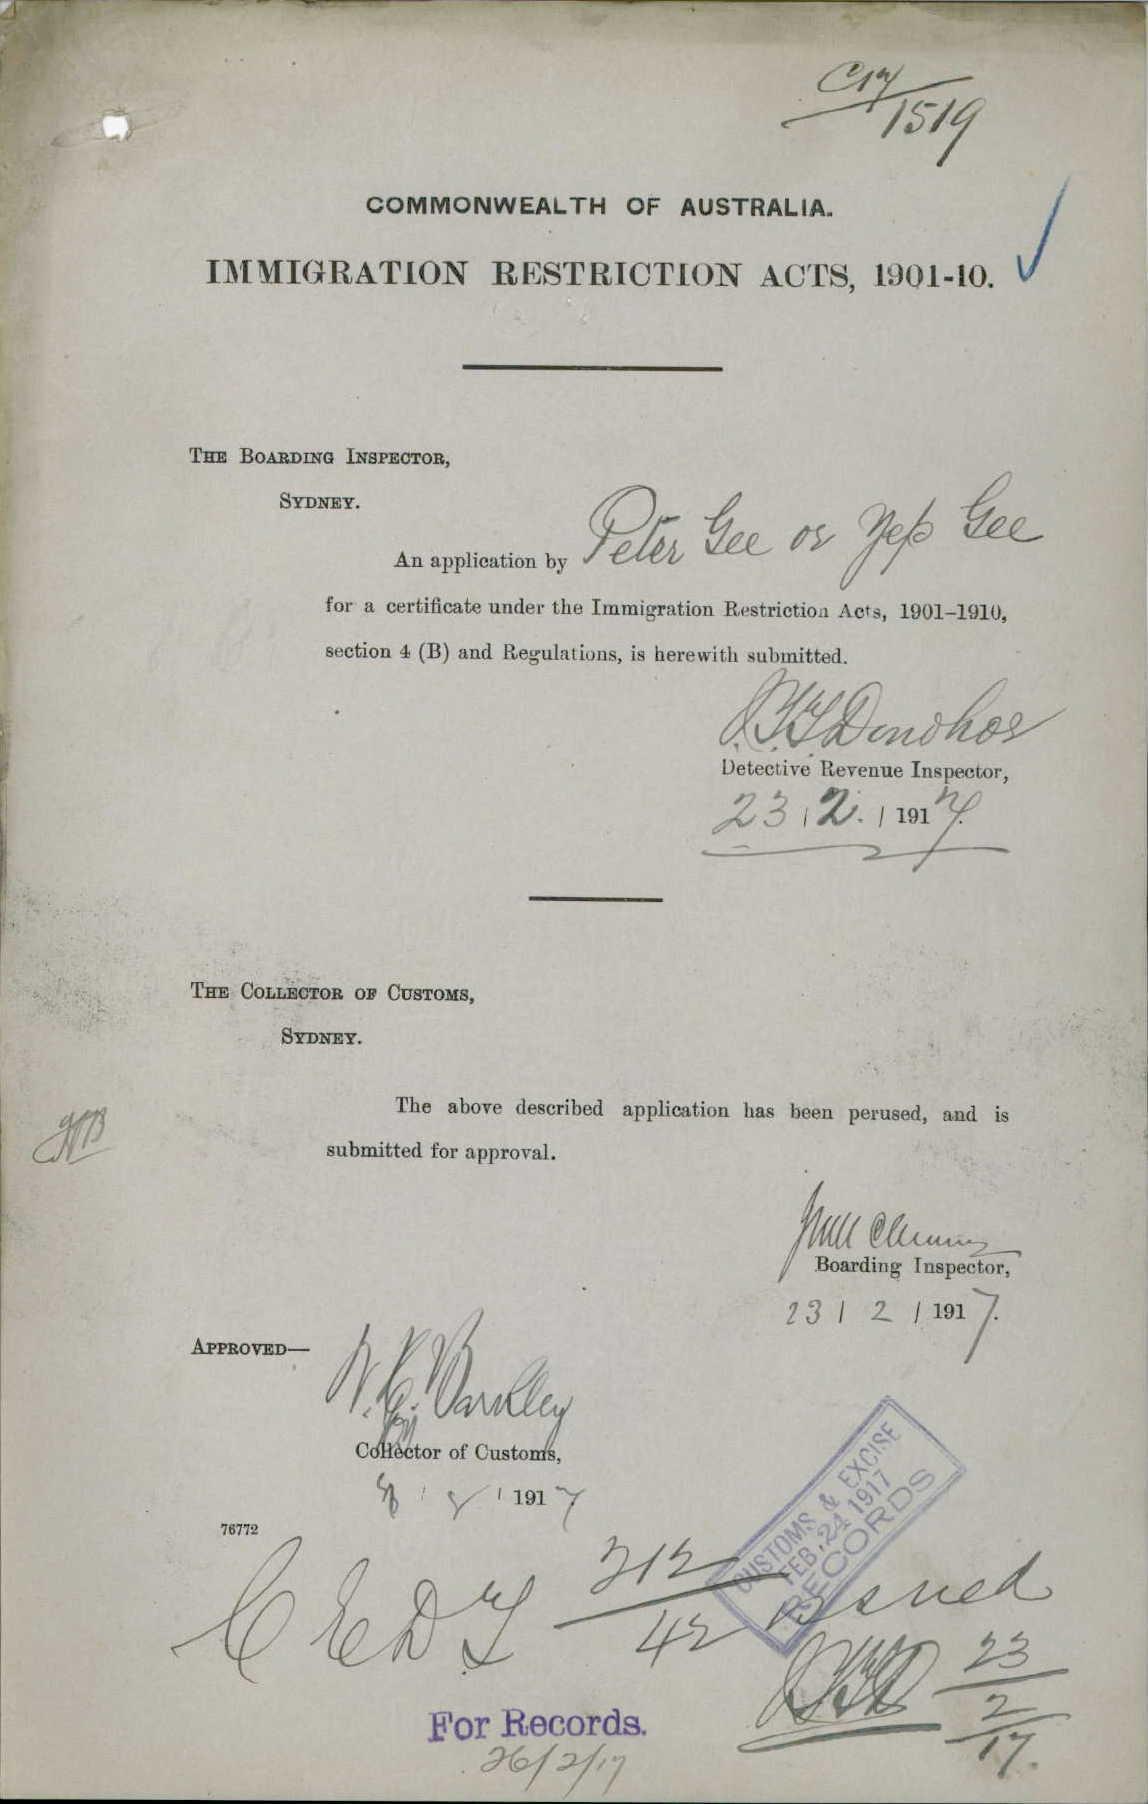 C17/1519
COMMONWEALTH OF AUSTRALIA.
IMMIGRATION RESTRICTION ACTS, 1901-10.
THE BOARDING INSPECTOR,
SYDNEY.
An application by Peter Gee or Yep Gee
for a certificate under the Immigration Restriction Acts, 1901-1910,
section 4 (B) and Regulations, is herewith submitted.
J.T.T. Donohoe
Detective Revenue Inspector,
23 / 2. / 1917.
THE COLLECTOR OF CUSTOMS,
SYDNEY.
The above described application has been perused, and is
submitted for approval.
Boarding Inspector,
23 / 2 / 1917.
APPROVED—
W. Barkley
Collector of Customs,
/ 1917
76772
CUSTOMS & EXCISE
FEB. 24 1917
RECORDS
C E D T 212/42 issued
23/2/17.
For Records.
26/2/17